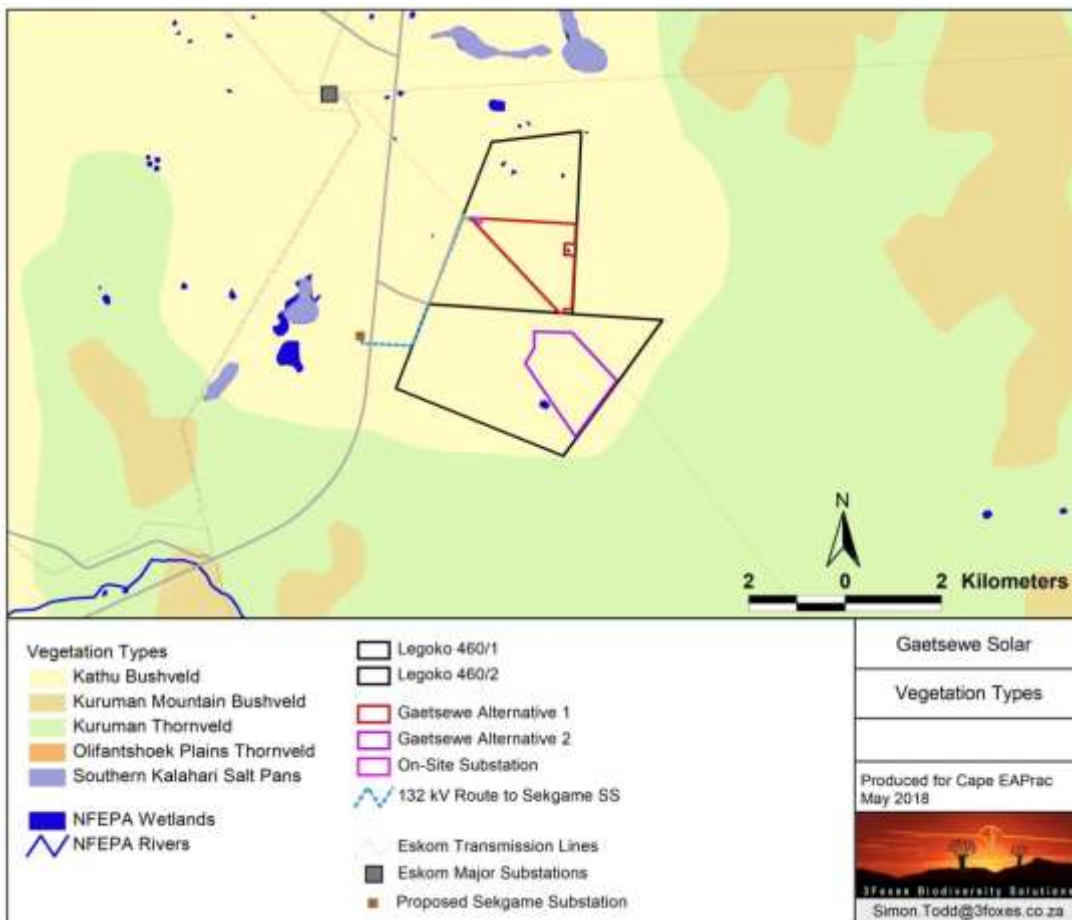 N
2 0 2 Kilometers
Vegetation Types
Kathu Bushveld
Kuruman Mountain Bushveld
Kuruman Thornveld
Olifantshoek Plains Thornveld
Southern Kalahari Salt Pans
NFEPA Wetlands
NFEPA Rivers
Legoko 460/1
Legoko 460/2
Gaetsewe Alternative 1
Gaetsewe Alternative 2
On-Site Substation
132 kV Route to Sekgame SS
Eskom Transmission Lines
Eskom Major Substations
Proposed Sekgame Substation
Gaetsewe Solar
Vegetation Types
Produced for Cape EAPrac
May 2018
3Foxes Biodiversity Solutions
Simon.Todd@3foxes.co.za